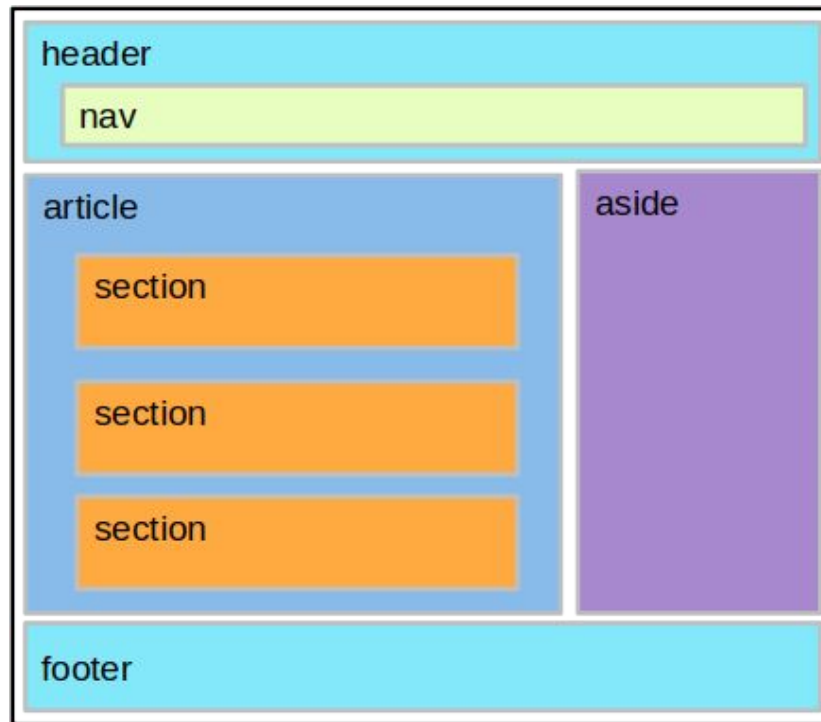 header
nav
article
section
section
section
aside
footer